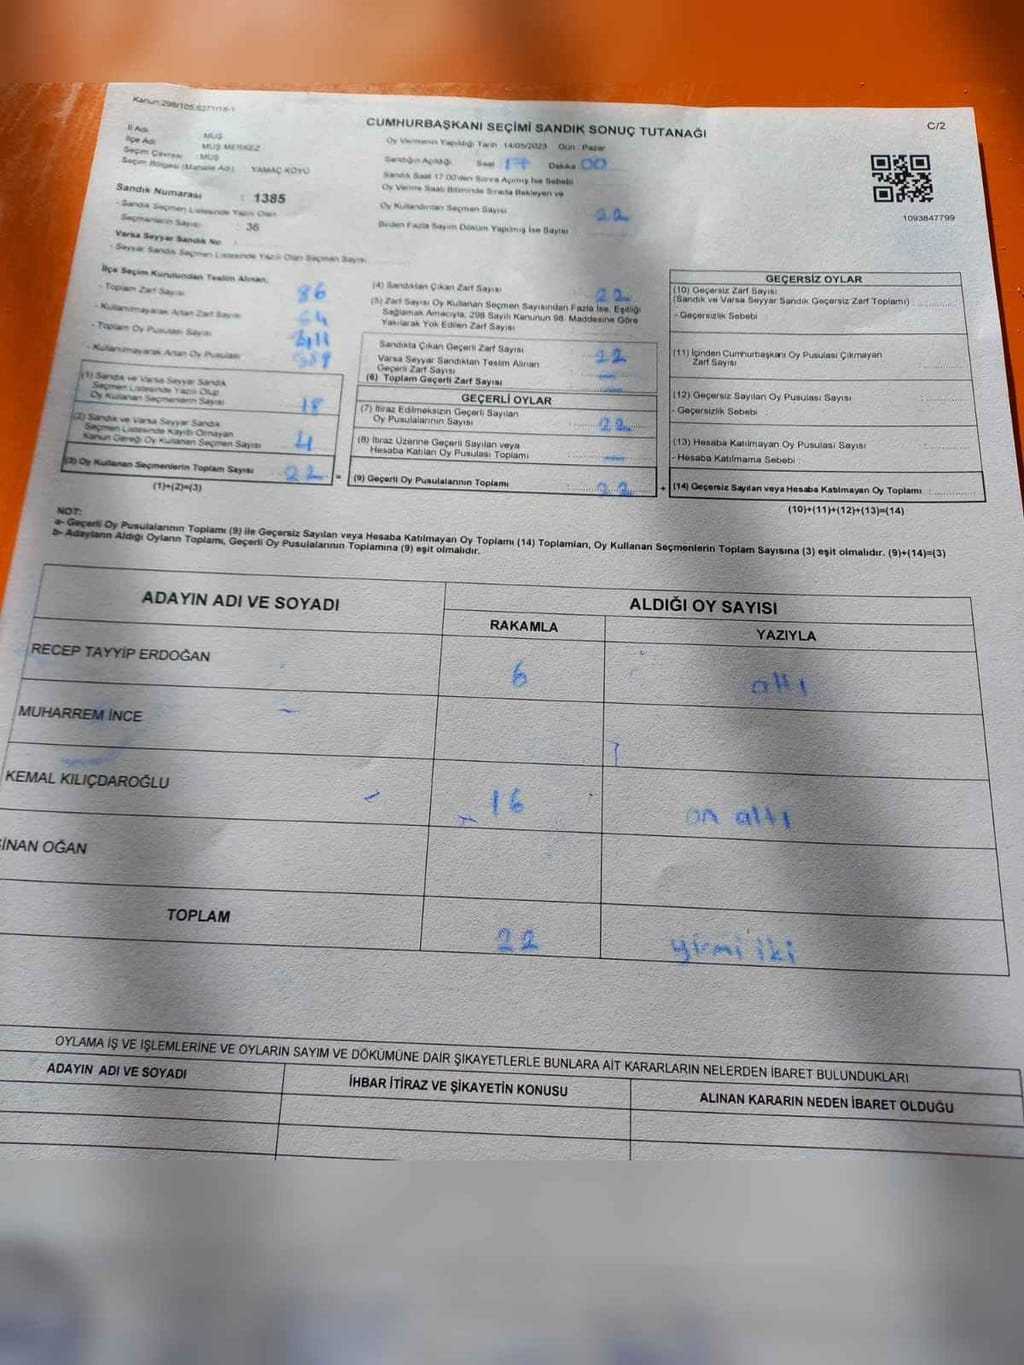 Kanun:298/105,6271/18-1
CUMHURBAŞKANI SEÇİMİ SANDIK SONUÇ TUTANAĞI
C/2
İl Adı : MUŞ
İlçe Adı : MUŞ MERKEZ
Seçim Çevresi : MUŞ
Seçim Bölgesi (Mahalle Adı) : YAMAÇ KÖYÜ
Oy Vermenin Yapıldığı Tarih 14/05/2023 Gün Pazar
Sandığın Açıldığı Saat 17 Dakika 00
Sandık Saat 17:00'den Sonra Açılmış İse Sebebi
Oy Verme Saati Bitiminde Sırada Bekleyen ve
Oy Kullandırılan Seçmen Sayısı 22
Birden Fazla Sayım Döküm Yapılmış İse Sayısı
1093847799
Sandık Numarası : 1385
- Sandık Seçmen Listesinde Yazılı Olan
Seçmenlerin Sayısı : 36
Varsa Seyyar Sandık No :
- Seyyar Sandık Seçmen Listesinde Yazılı Olan Seçmen Sayısı
İlçe Seçim Kurulundan Teslim Alınan;
- Toplam Zarf Sayısı 86
- Kullanılmayarak Artan Zarf Sayısı 64
- Toplam Oy Pusulası Sayısı
- Kullanılmayarak Artan Oy Pusulası
(1) Sandık ve Varsa Seyyar Sandık
Seçmen Listesinde Yazılı Olup
Oy Kullanan Seçmenlerin Sayısı 18
(2) Sandık ve Varsa Seyyar Sandık
Seçmen Listesinde Kayıtlı Olmayan
Kanun Gereği Oy Kullanan Seçmen Sayısı 4
(3) Oy Kullanan Seçmenlerin Toplam Sayısı 22 =
(1)+(2)=(3)
(4) Sandıktan Çıkan Zarf Sayısı 22
(5) Zarf Sayısı Oy Kullanan Seçmen Sayısından Fazla İse, Eşitliği
Sağlamak Amacıyla, 298 Sayılı Kanunun 98. Maddesine Göre
Yakılarak Yok Edilen Zarf Sayısı
Sandıkta Çıkan Geçerli Zarf Sayısı 22
Varsa Seyyar Sandıktan Teslim Alınan
Geçerli Zarf Sayısı
(6) Toplam Geçerli Zarf Sayısı
GEÇERLİ OYLAR
(7) İtiraz Edilmeksizin Geçerli Sayılan
Oy Pusulalarının Sayısı 22
(8) İtiraz Üzerine Geçerli Sayılan veya
Hesaba Katılan Oy Pusulası Toplamı
(9) Geçerli Oy Pusulalarının Toplamı 22 +
GEÇERSİZ OYLAR
(10) Geçersiz Zarf Sayısı
(Sandık ve Varsa Seyyar Sandık Geçersiz Zarf Toplamı)
- Geçersizlik Sebebi :
(11) İçinden Cumhurbaşkanı Oy Pusulası Çıkmayan
Zarf Sayısı
(12) Geçersiz Sayılan Oy Pusulası Sayısı
- Geçersizlik Sebebi :
(13) Hesaba Katılmayan Oy Pusulası Sayısı
- Hesaba Katılmama Sebebi :
(14) Geçersiz Sayılan veya Hesaba Katılmayan Oy Toplamı
(10)+(11)+(12)+(13)=(14)
NOT:
a- Geçerli Oy Pusulalarının Toplamı (9) ile Geçersiz Sayılan veya Hesaba Katılmayan Oy Toplamı (14) Toplamları, Oy Kullanan Seçmenlerin Toplam Sayısına (3) eşit olmalıdır. (9)+(14)=(3)
b- Adayların Aldığı Oyların Toplamı, Geçerli Oy Pusulalarının Toplamına (9) eşit olmalıdır.
ADAYIN ADI VE SOYADI
ALDIĞI OY SAYISI
RAKAMLA YAZIYLA
RECEP TAYYİP ERDOĞAN 6 altı
MUHARREM İNCE
KEMAL KILIÇDAROĞLU 16 on altı
SİNAN OĞAN
TOPLAM 22 yirmi iki
OYLAMA İŞ VE İŞLEMLERİNE VE OYLARIN SAYIM VE DÖKÜMÜNE DAİR ŞİKAYETLERLE BUNLARA AİT KARARLARIN NELERDEN İBARET BULUNDUKLARI
ADAYIN ADI VE SOYADI
İHBAR İTİRAZ VE ŞİKAYETİN KONUSU
ALINAN KARARIN NEDEN İBARET OLDUĞU